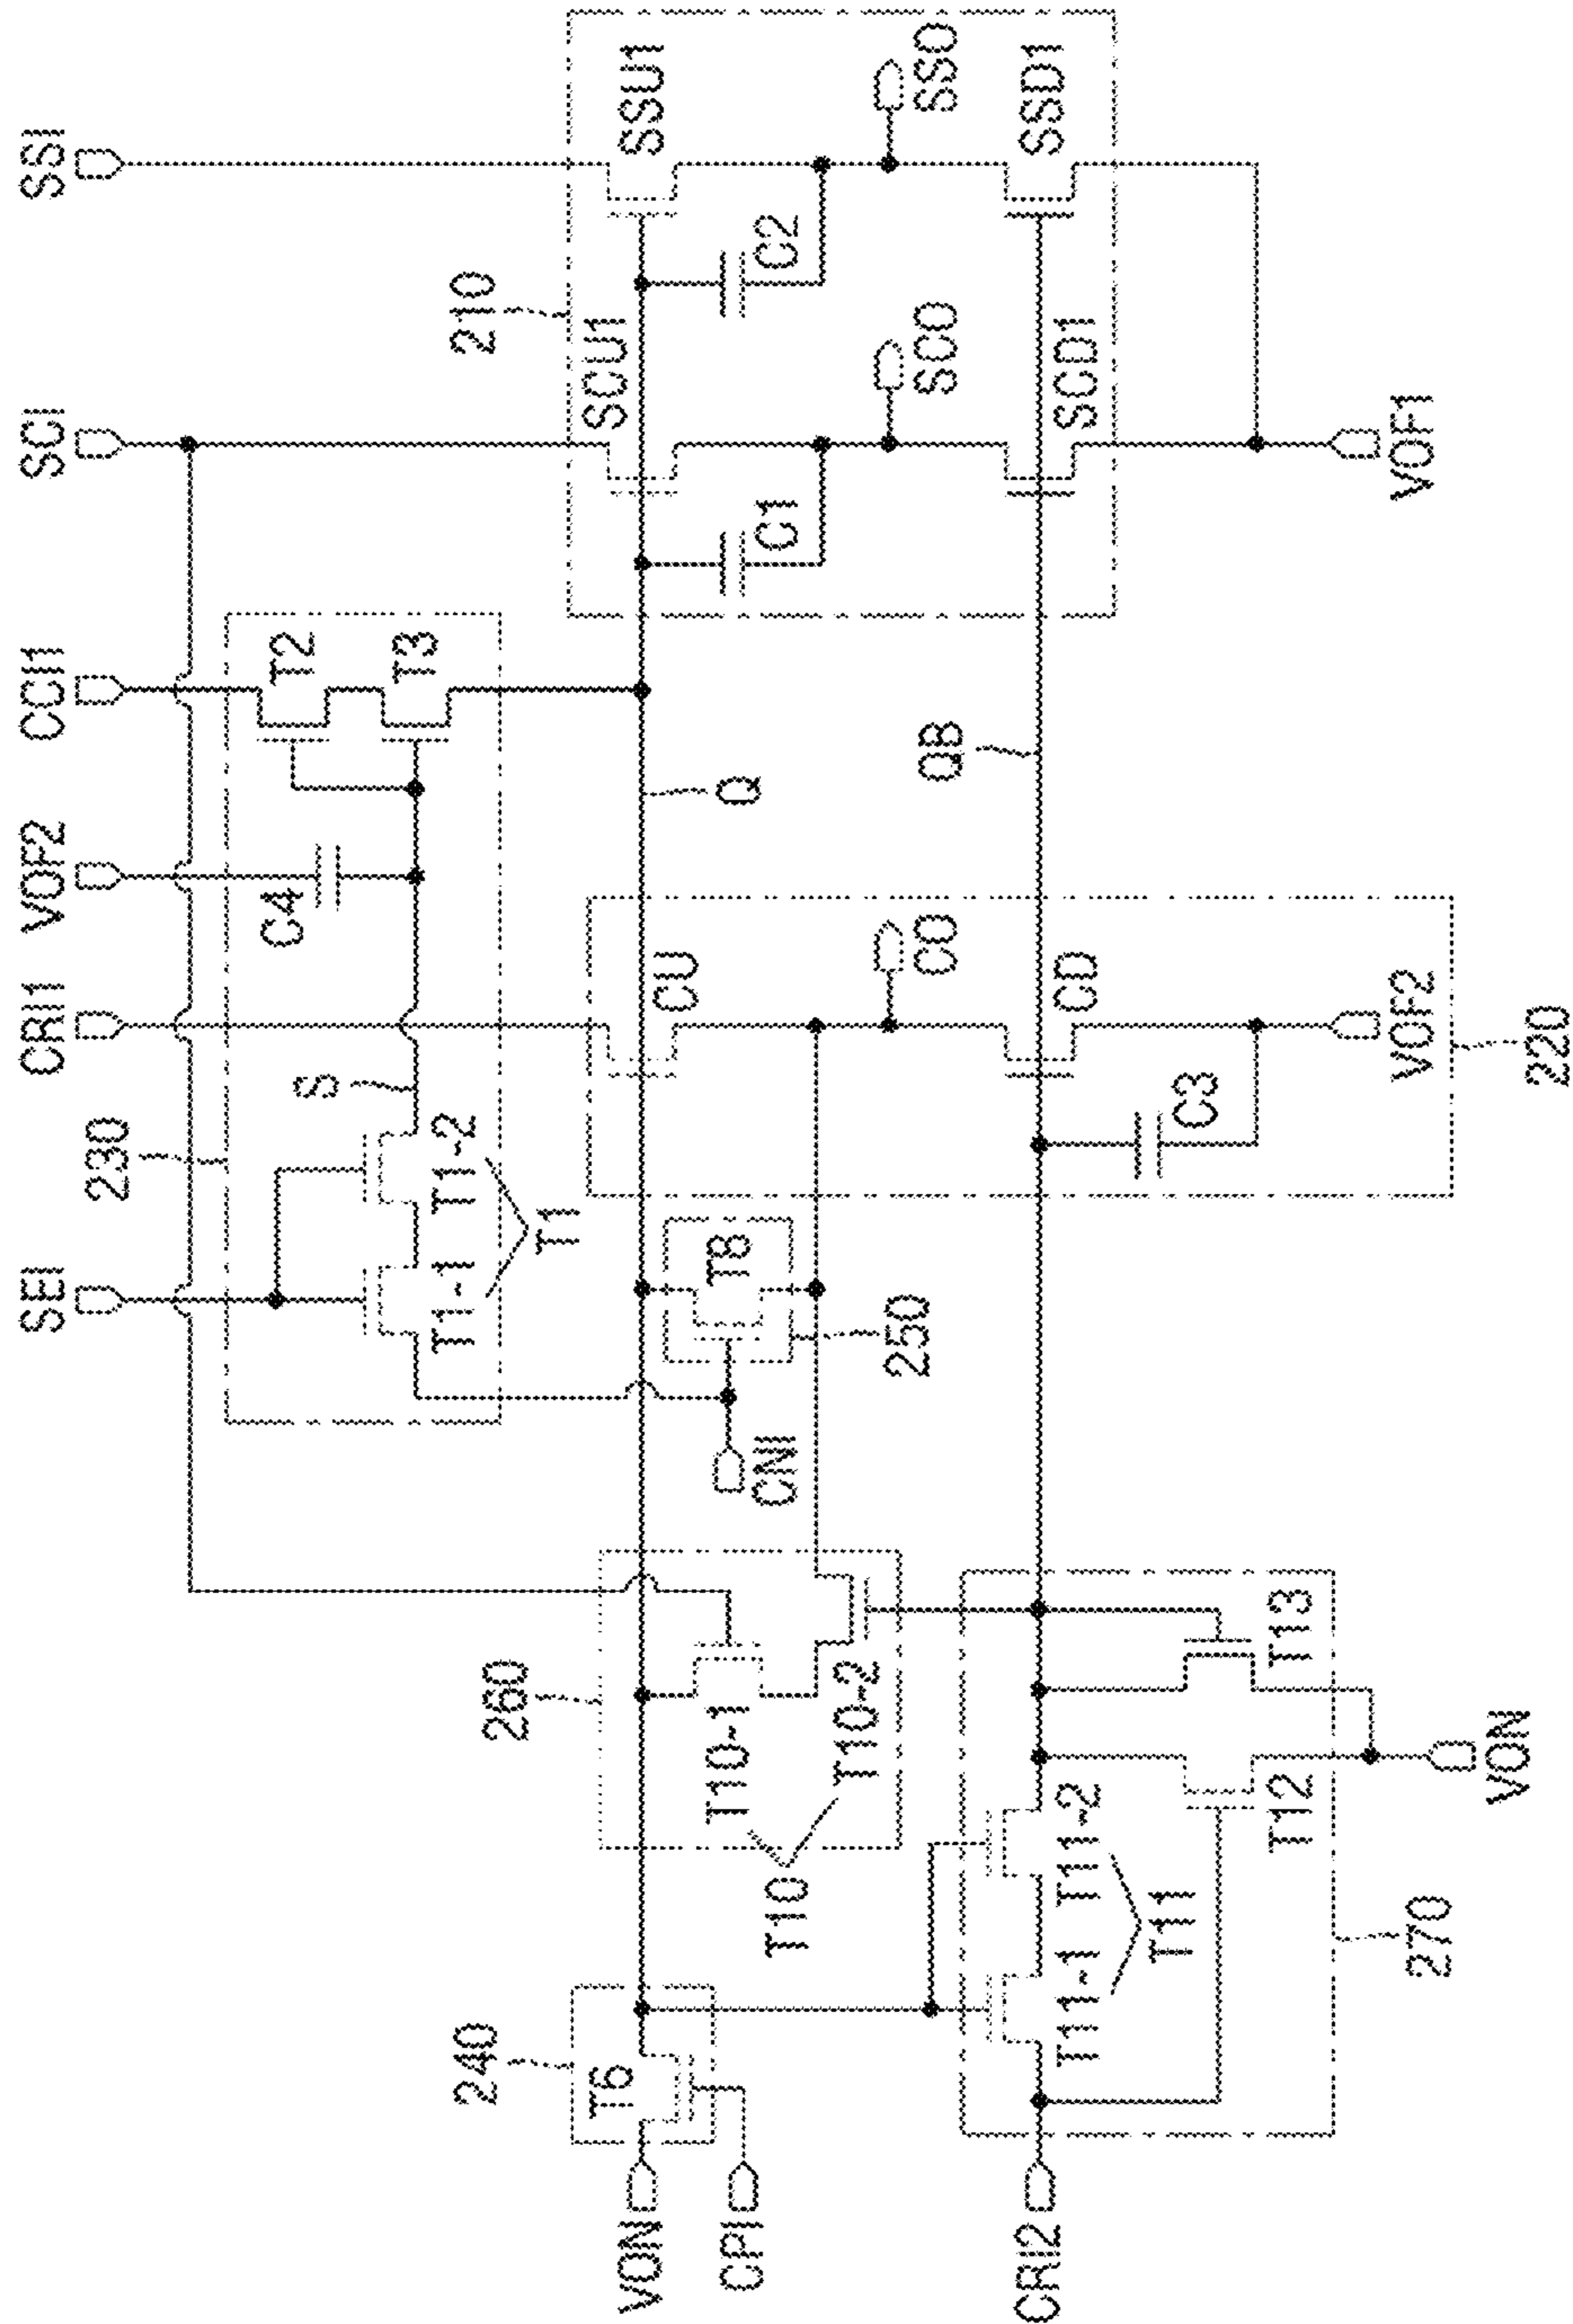 SEI
CRI1
VOF2
CCI1
SCI
SSI
230
S
C4
T2
T3
T1-1
T1-2
T1
210
SCU1
SSU1
C1
C2
SCO
SSO
SCD1
SSD1
VOF1
Q
QB
CU
CO
CD
C3
VOF2
220
T8
250
CNI
260
T10-1
T10-2
T10
240
T6
VON
CPI
CRI2
T11-1
T11-2
T11
T12
T13
270
VON